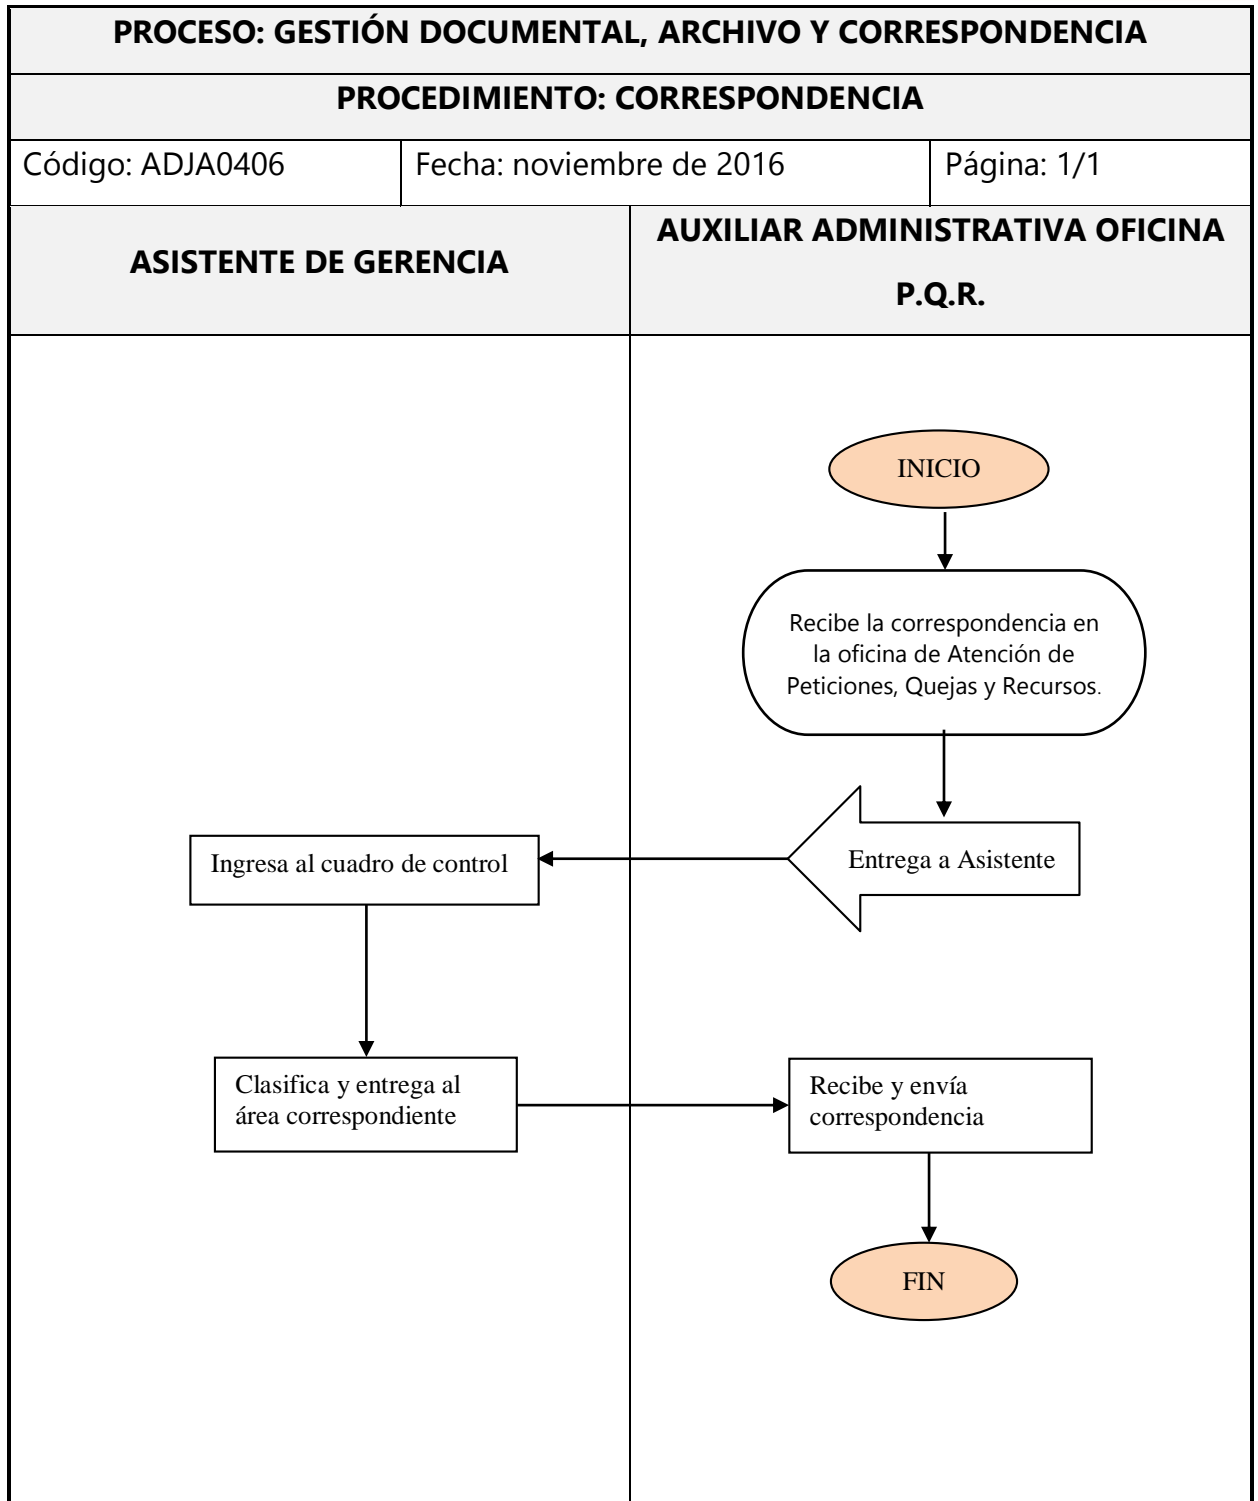 PROCESO: GESTIÓN DOCUMENTAL, ARCHIVO Y CORRESPONDENCIA
PROCEDIMIENTO: CORRESPONDENCIA
Código: ADJA0406
Fecha: noviembre de 2016
Página: 1/1
ASISTENTE DE GERENCIA
AUXILIAR ADMINISTRATIVA OFICINA
P.Q.R.
INICIO
Recibe la correspondencia en
la oficina de Atención de
Peticiones, Quejas y Recursos.
Entrega a Asistente
Ingresa al cuadro de control
Clasifica y entrega al
área correspondiente
Recibe y envía
correspondencia
FIN